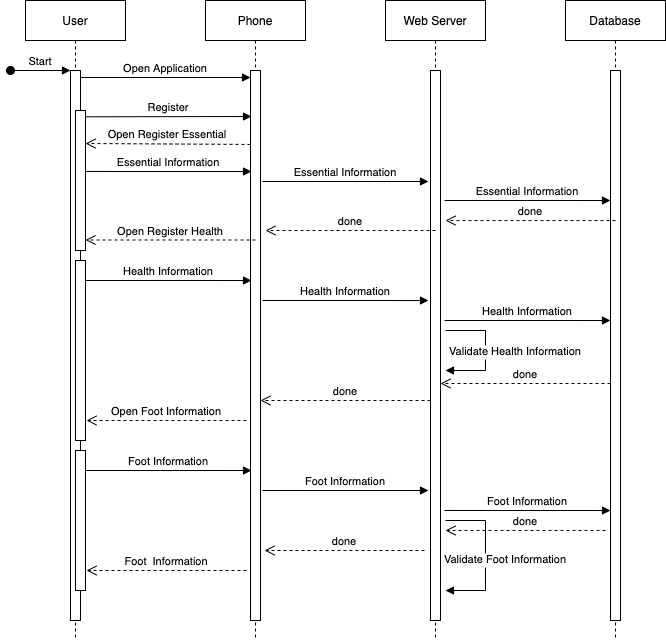 User
Phone
Web Server
Database
Start
Open Application
Register
Open Register Essential
Essential Information
Essential Information
Essential Information
done
done
Open Register Health
Health Information
Health Information
Health Information
Validate Health Information
done
done
Open Foot Information
Foot Information
Foot Information
Foot Information
done
done
Validate Foot Information
Foot  Information